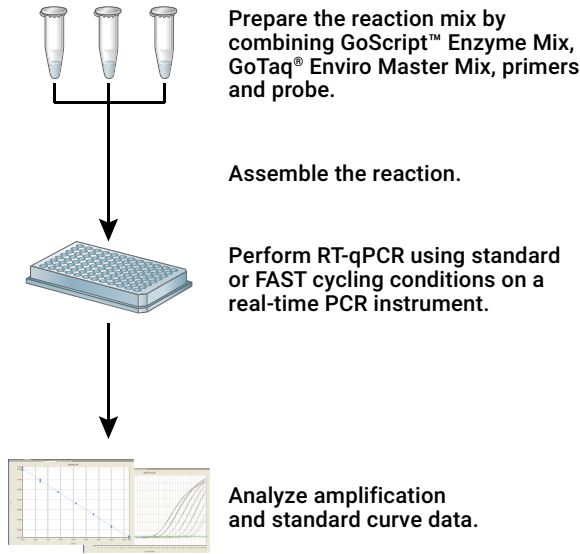 Prepare the reaction mix by
combining GoScript™ Enzyme Mix,
GoTaq® Enviro Master Mix, primers
and probe.
Assemble the reaction.
Perform RT-qPCR using standard
or FAST cycling conditions on a
real-time PCR instrument.
Analyze amplification
and standard curve data.